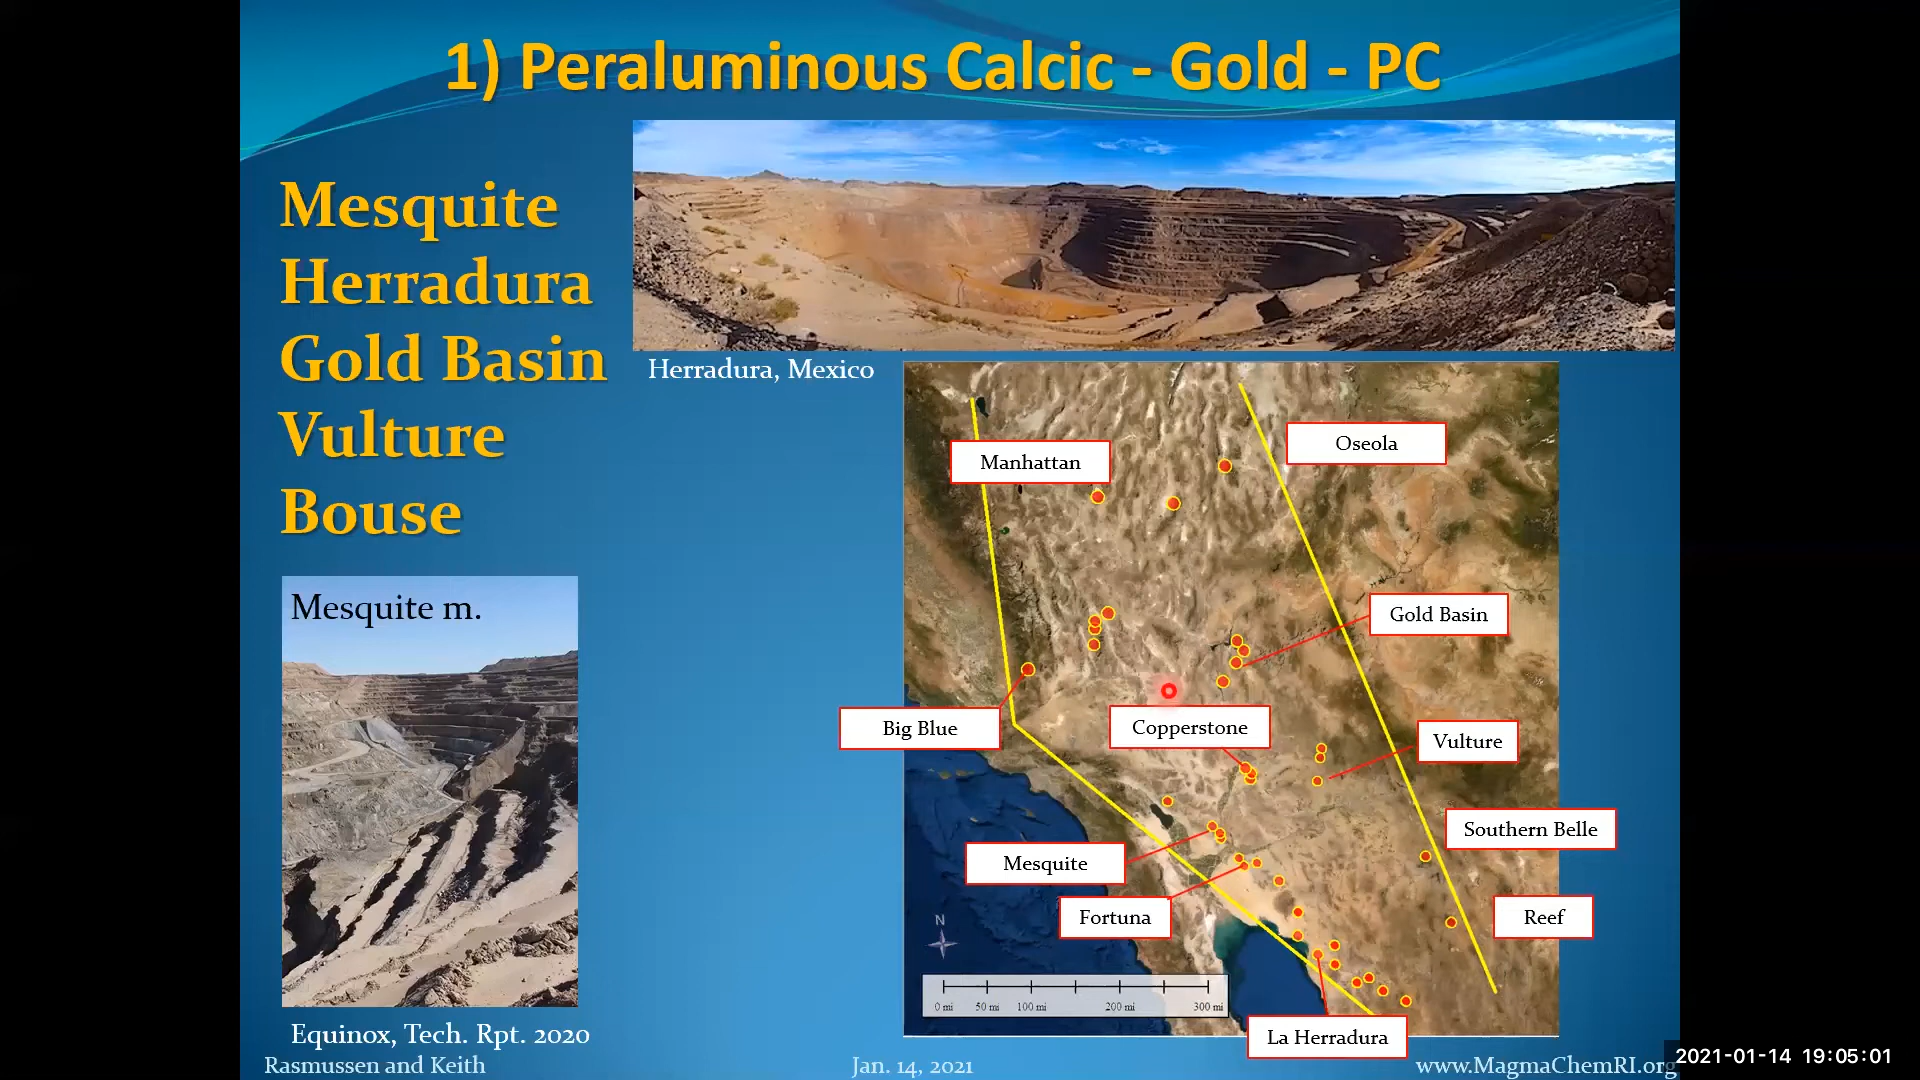 1) Peraluminous Calcic - Gold - PC
Mesquite
Herradura
Gold Basin
Vulture
Bouse
Herradura, Mexico
Mesquite m.
Equinox, Tech. Rpt. 2020
Manhattan
Oseola
Gold Basin
Big Blue
Copperstone
Vulture
Southern Belle
Mesquite
Fortuna
Reef
La Herradura
N
0 mi 50 mi 100 mi 200 mi 300 mi
Rasmussen and Keith
Jan. 14, 2021
www.MagmaChemRI.org
2021-01-14 19:05:01